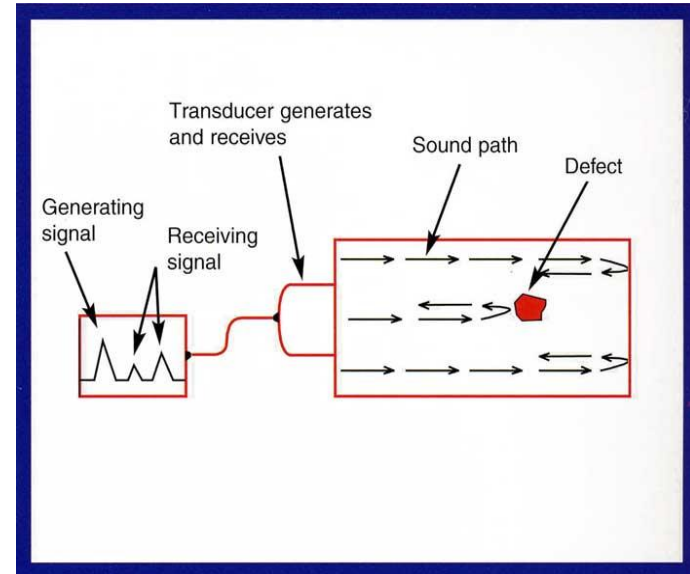 Transducer generates
and receives
Sound path
Defect
Generating
signal
Receiving
signal